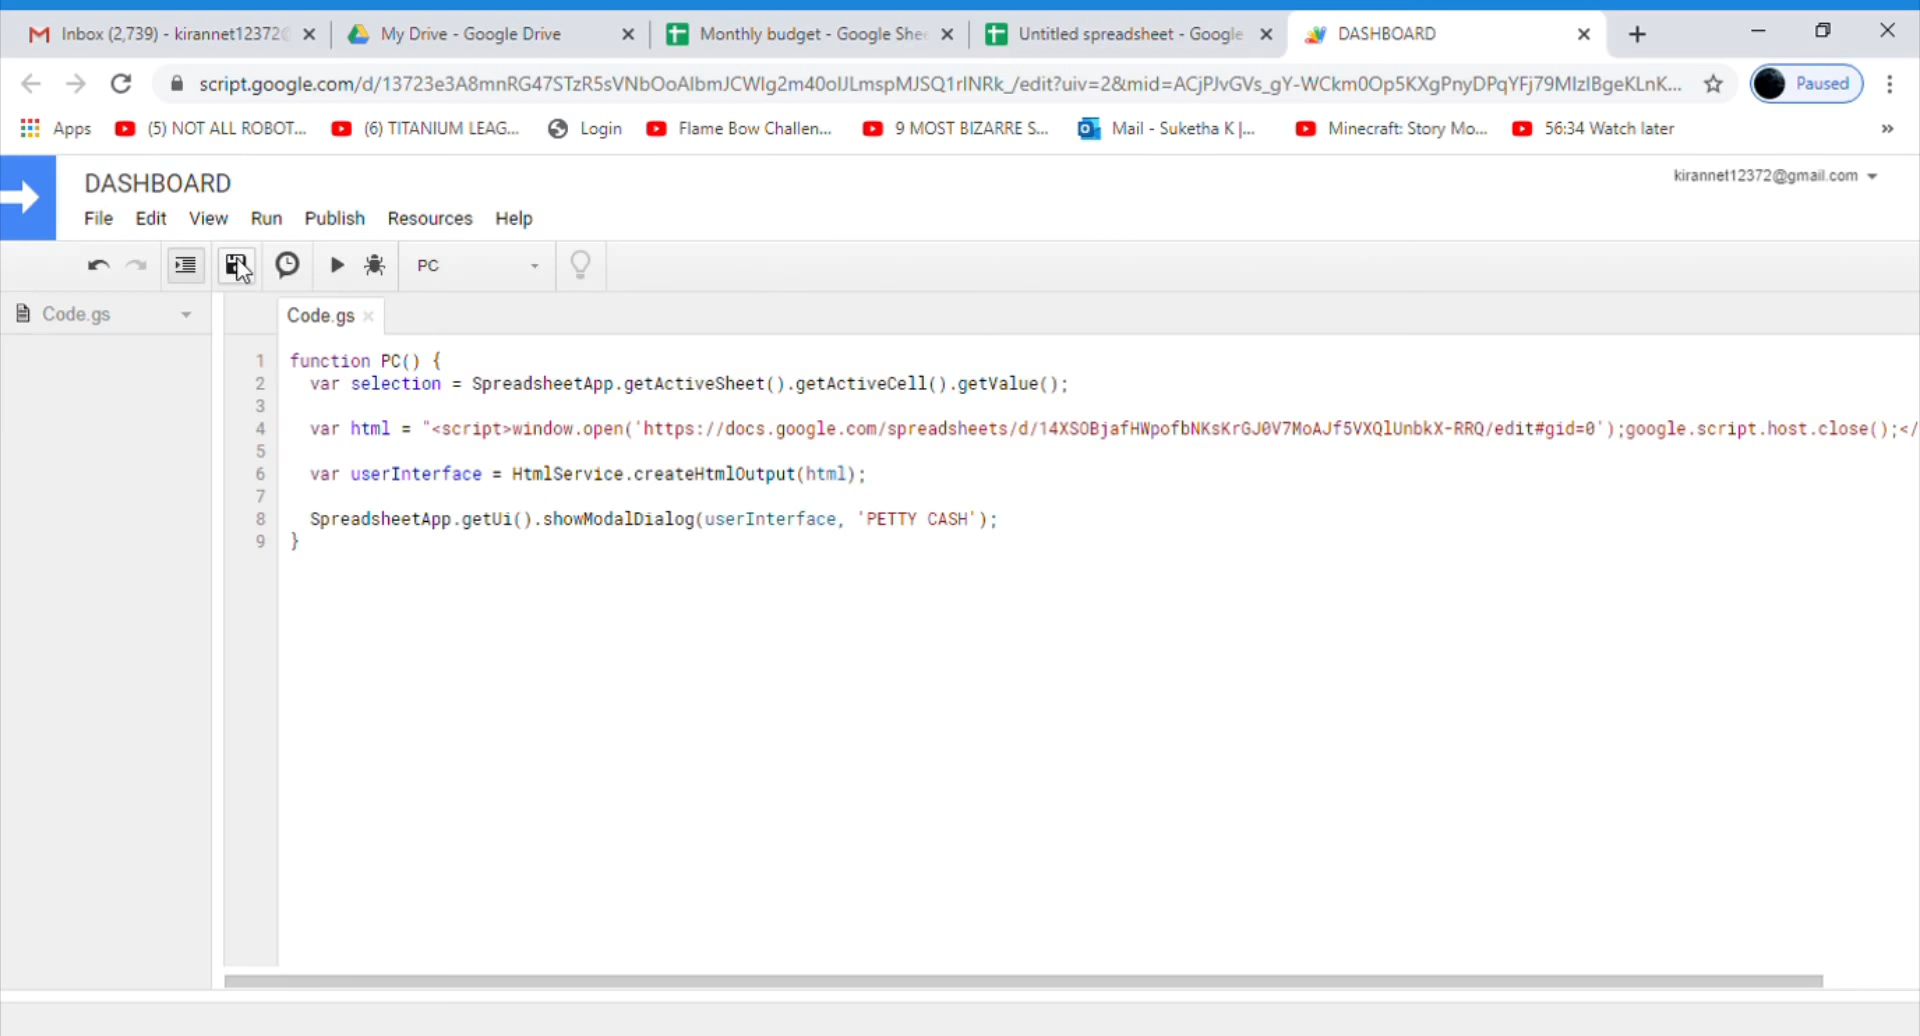 Inbox (2,739) - kirannet12372@
My Drive - Google Drive
Monthly budget - Google Shee
Untitled spreadsheet - Google
DASHBOARD
script.google.com/d/13723e3A8mnRG47STzR5sVNbOoAlbmJCWlg2m40olJLmspMJSQ1rlNRk_/edit?uiv=2&mid=ACjPJvGVs_gY-WCkm0Op5KXgPnyDPqYFj79MlzlBgeKLnK...
Paused
Apps
(5) NOT ALL ROBOT...
(6) TITANIUM LEAG...
Login
Flame Bow Challen...
9 MOST BIZARRE S...
Mail - Suketha K |...
Minecraft: Story Mo...
56:34 Watch later
»
DASHBOARD
kirannet12372@gmail.com
File Edit View Run Publish Resources Help
PC
Code.gs
Code.gs
1 function PC() {
2 var selection = SpreadsheetApp.getActiveSheet().getActiveCell().getValue();
3
4 var html = "<script>window.open('https://docs.google.com/spreadsheets/d/14XSOBjafHWpofbNKsKrGJ0V7MoAJf5VXQlUnbkX-RRQ/edit#gid=0');google.script.host.close();</
5
6 var userInterface = HtmlService.createHtmlOutput(html);
7
8 SpreadsheetApp.getUi().showModalDialog(userInterface, 'PETTY CASH');
9 }